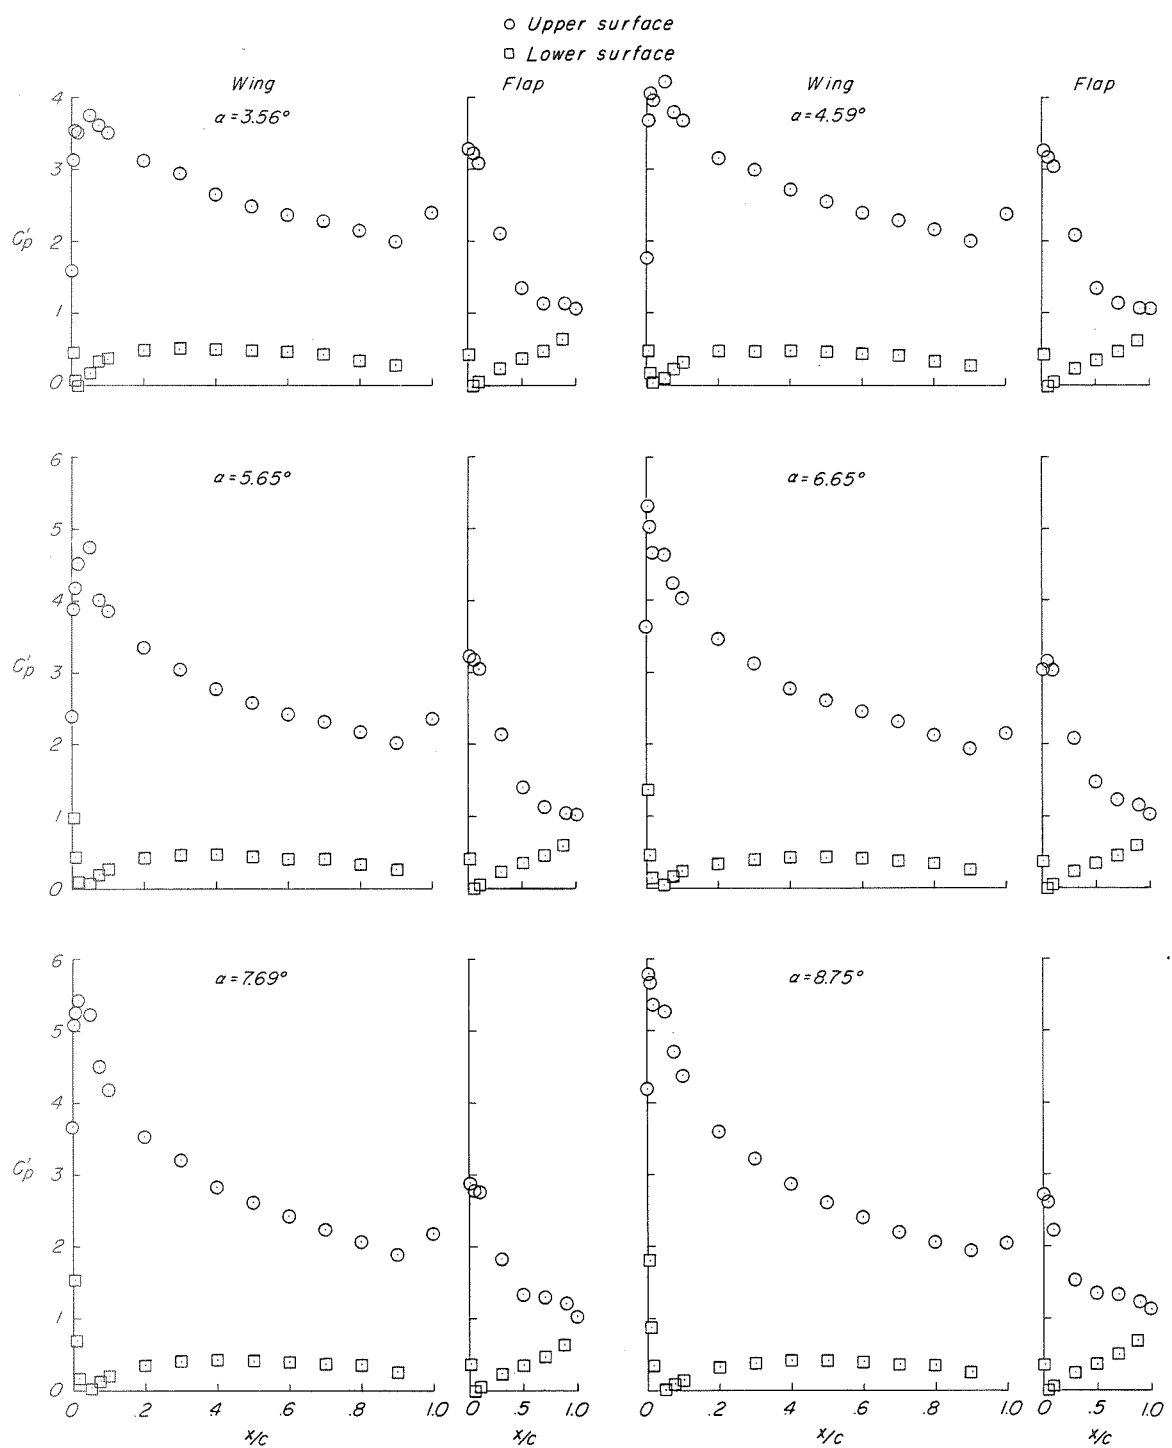 Upper surface
Lower surface
Wing Flap Wing Flap
α = 3.56° α = 4.59°
4
3
C′p 2
1
0
α = 5.65° α = 6.65°
6
5
4
C′p 3
2
1
0
α = 7.69° α = 8.75°
6
5
4
C′p 3
2
1
0
0 .2 .4 .6 .8 1.0 0 .5 1.0 0 .2 .4 .6 .8 1.0 0 .5 1.0
x/c x/c x/c x/c